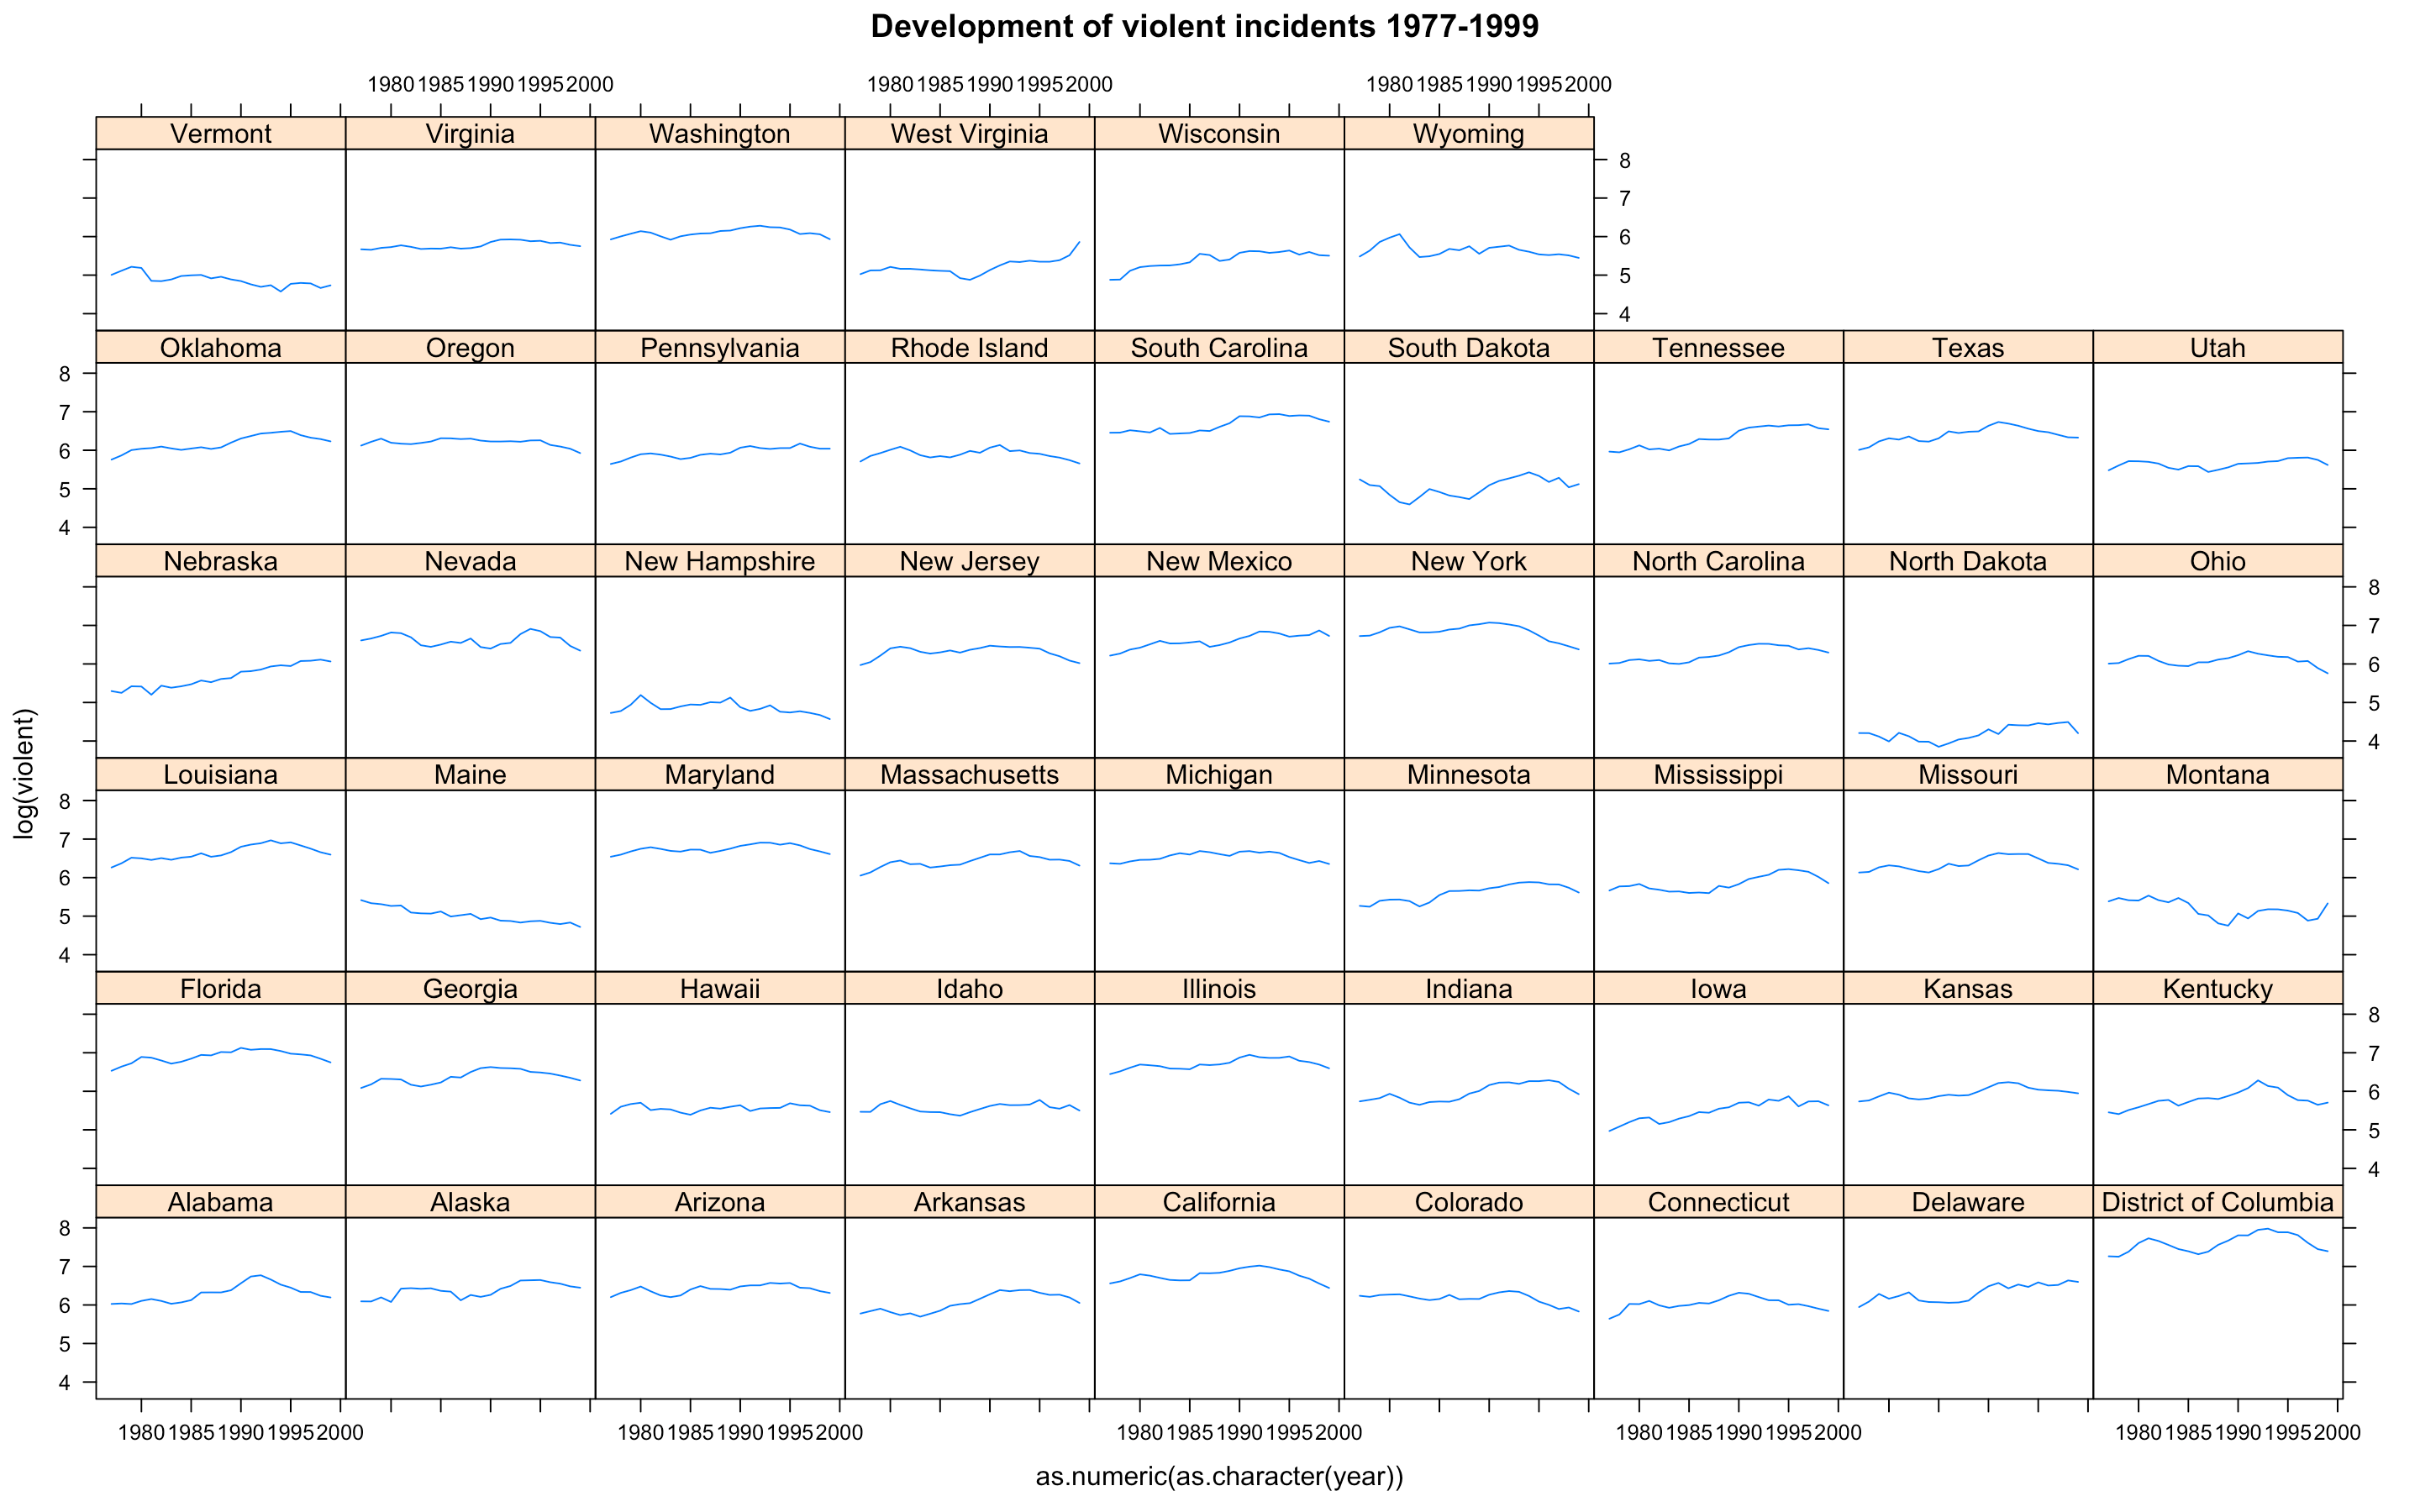 Development of violent incidents 1977-1999
1980 1985 1990 1995 2000 1980 1985 1990 1995 2000 1980 1985 1990 1995 2000
Vermont Virginia Washington West Virginia Wisconsin Wyoming
8
7
6
5
4
Oklahoma Oregon Pennsylvania Rhode Island South Carolina South Dakota Tennessee Texas Utah
8
7
6
5
4
Nebraska Nevada New Hampshire New Jersey New Mexico New York North Carolina North Dakota Ohio
8
7
6
5
4
log(violent)
Louisiana Maine Maryland Massachusetts Michigan Minnesota Mississippi Missouri Montana
8
7
6
5
4
Florida Georgia Hawaii Idaho Illinois Indiana Iowa Kansas Kentucky
8
7
6
5
4
Alabama Alaska Arizona Arkansas California Colorado Connecticut Delaware District of Columbia
8
7
6
5
4
1980 1985 1990 1995 2000 1980 1985 1990 1995 2000 1980 1985 1990 1995 2000 1980 1985 1990 1995 2000 1980 1985 1990 1995 2000
as.numeric(as.character(year))